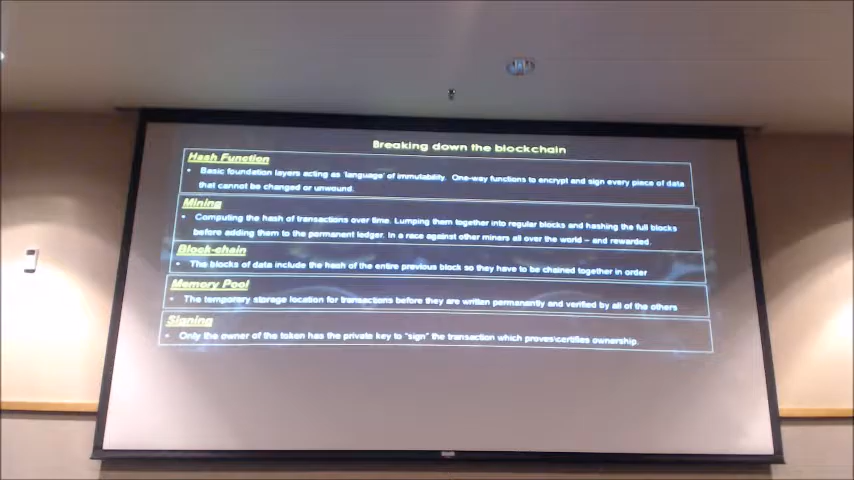 Breaking down the blockchain
Hash Function
• Basic foundation layers acting as 'language' of immutability. One-way functions to encrypt and sign every piece of data
that cannot be changed or unwound.
Mining
• Computing the hash of transactions over time. Lumping them together into regular blocks and hashing the full blocks
before adding them to the permanent ledger. In a race against other miners all over the world – and rewarded.
Block-chain
• The blocks of data include the hash of the entire previous block so they have to be chained together in order
Memory Pool
• The temporary storage location for transactions before they are written permanently and verified by all of the others
Signing
• Only the owner of the token has the private key to "sign" the transaction which proves\certifies ownership.